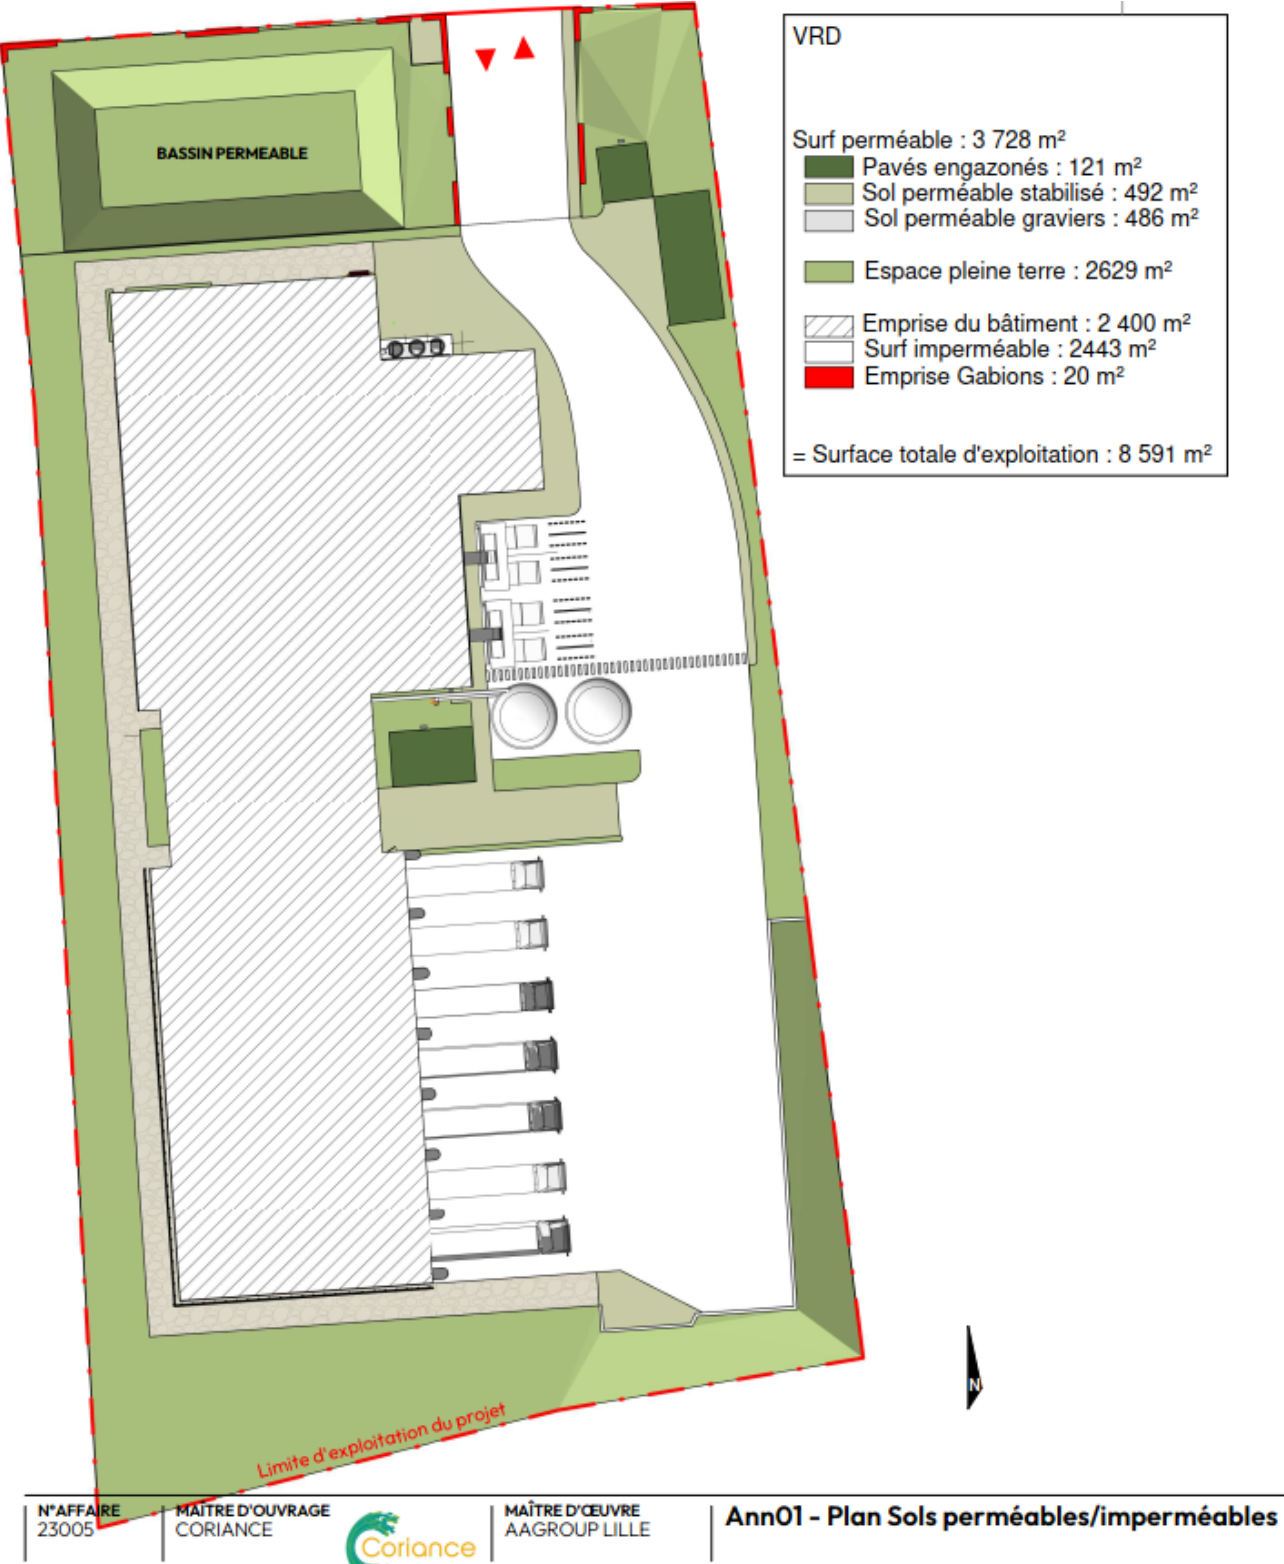 VRD
Surf perméable : 3 728 m²
Pavés engazonés : 121 m²
Sol perméable stabilisé : 492 m²
Sol perméable graviers : 486 m²
Espace pleine terre : 2629 m²
Emprise du bâtiment : 2 400 m²
Surf imperméable : 2443 m²
Emprise Gabions : 20 m²
= Surface totale d'exploitation : 8 591 m²
BASSIN PERMEABLE
N
Limite d'exploitation du projet
N°AFFAIRE
23005
MAÎTRE D'OUVRAGE
CORIANCE
Coriance
MAÎTRE D'ŒUVRE
AAGROUP LILLE
Ann01 - Plan Sols perméables/imperméables